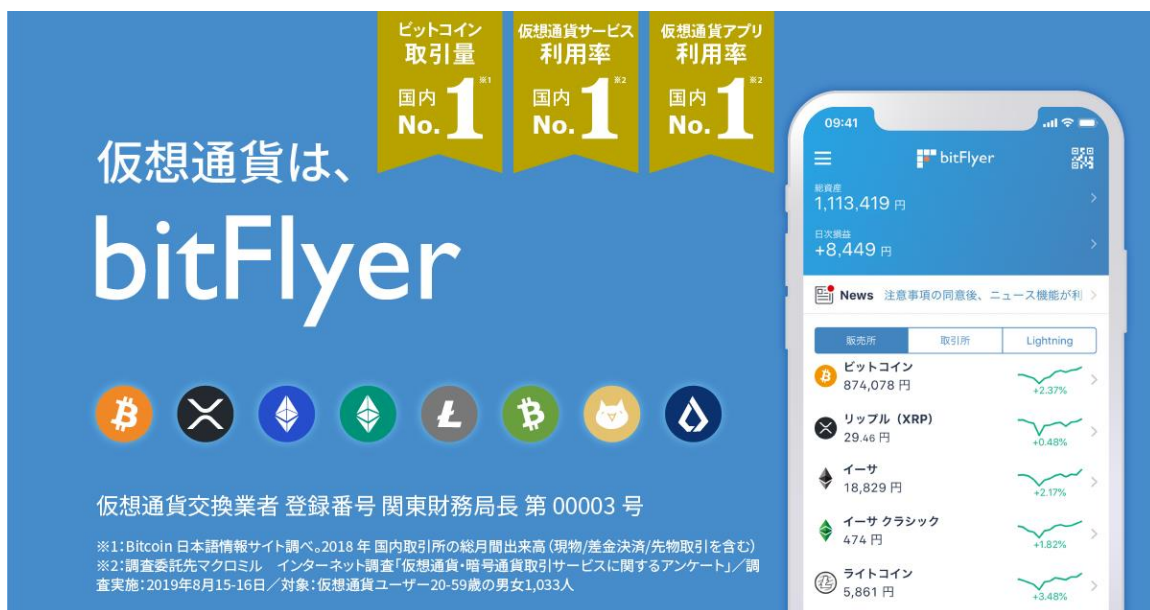 ビットコイン
取引量
国内
No.1※1
仮想通貨サービス
利用率
国内
No.1※2
仮想通貨アプリ
利用率
国内
No.1※2
仮想通貨は、
bitFlyer
仮想通貨交換業者 登録番号 関東財務局長 第 00003 号
※1:Bitcoin 日本語情報サイト調べ。2018 年 国内取引所の総月間出来高(現物/差金決済/先物取引を含む)
※2:調査委託先マクロミル インターネット調査「仮想通貨・暗号通貨取引サービスに関するアンケート」/調
査実施:2019年8月15-16日/対象:仮想通貨ユーザー20-59歳の男女1,033人
09:41
bitFlyer
総資産
1,113,419 円
日次損益
+8,449 円
News 注意事項の同意後、ニュース機能が利
販売所 取引所 Lightning
ビットコイン
874,078 円
+2.37%
リップル (XRP)
29.46 円
+0.48%
イーサ
18,829 円
+2.17%
イーサ クラシック
474 円
+1.82%
ライトコイン
5,861 円
+3.48%